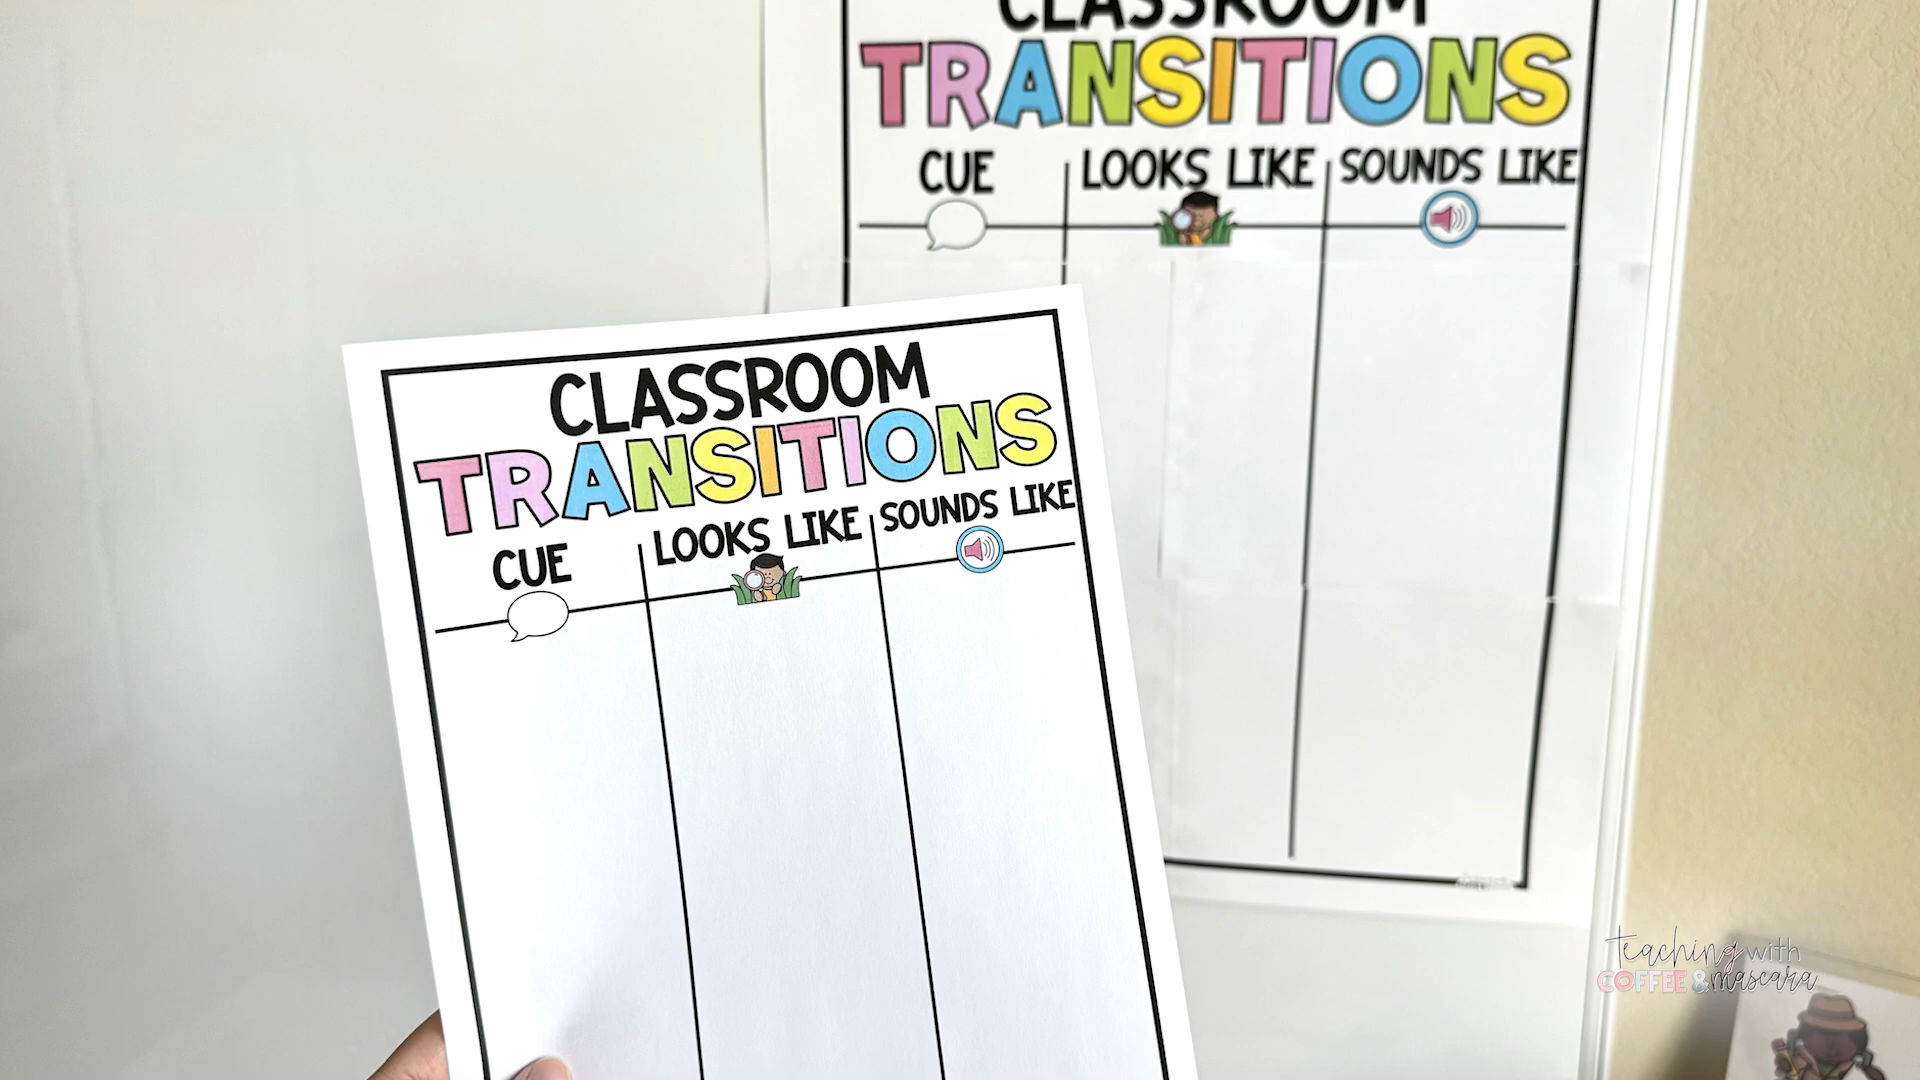 CLASSROOM
TRANSITIONS
CUE LOOKS LIKE SOUNDS LIKE
CLASSROOM
TRANSITIONS
CUE LOOKS LIKE SOUNDS LIKE
teaching with
COFFEE & mascara